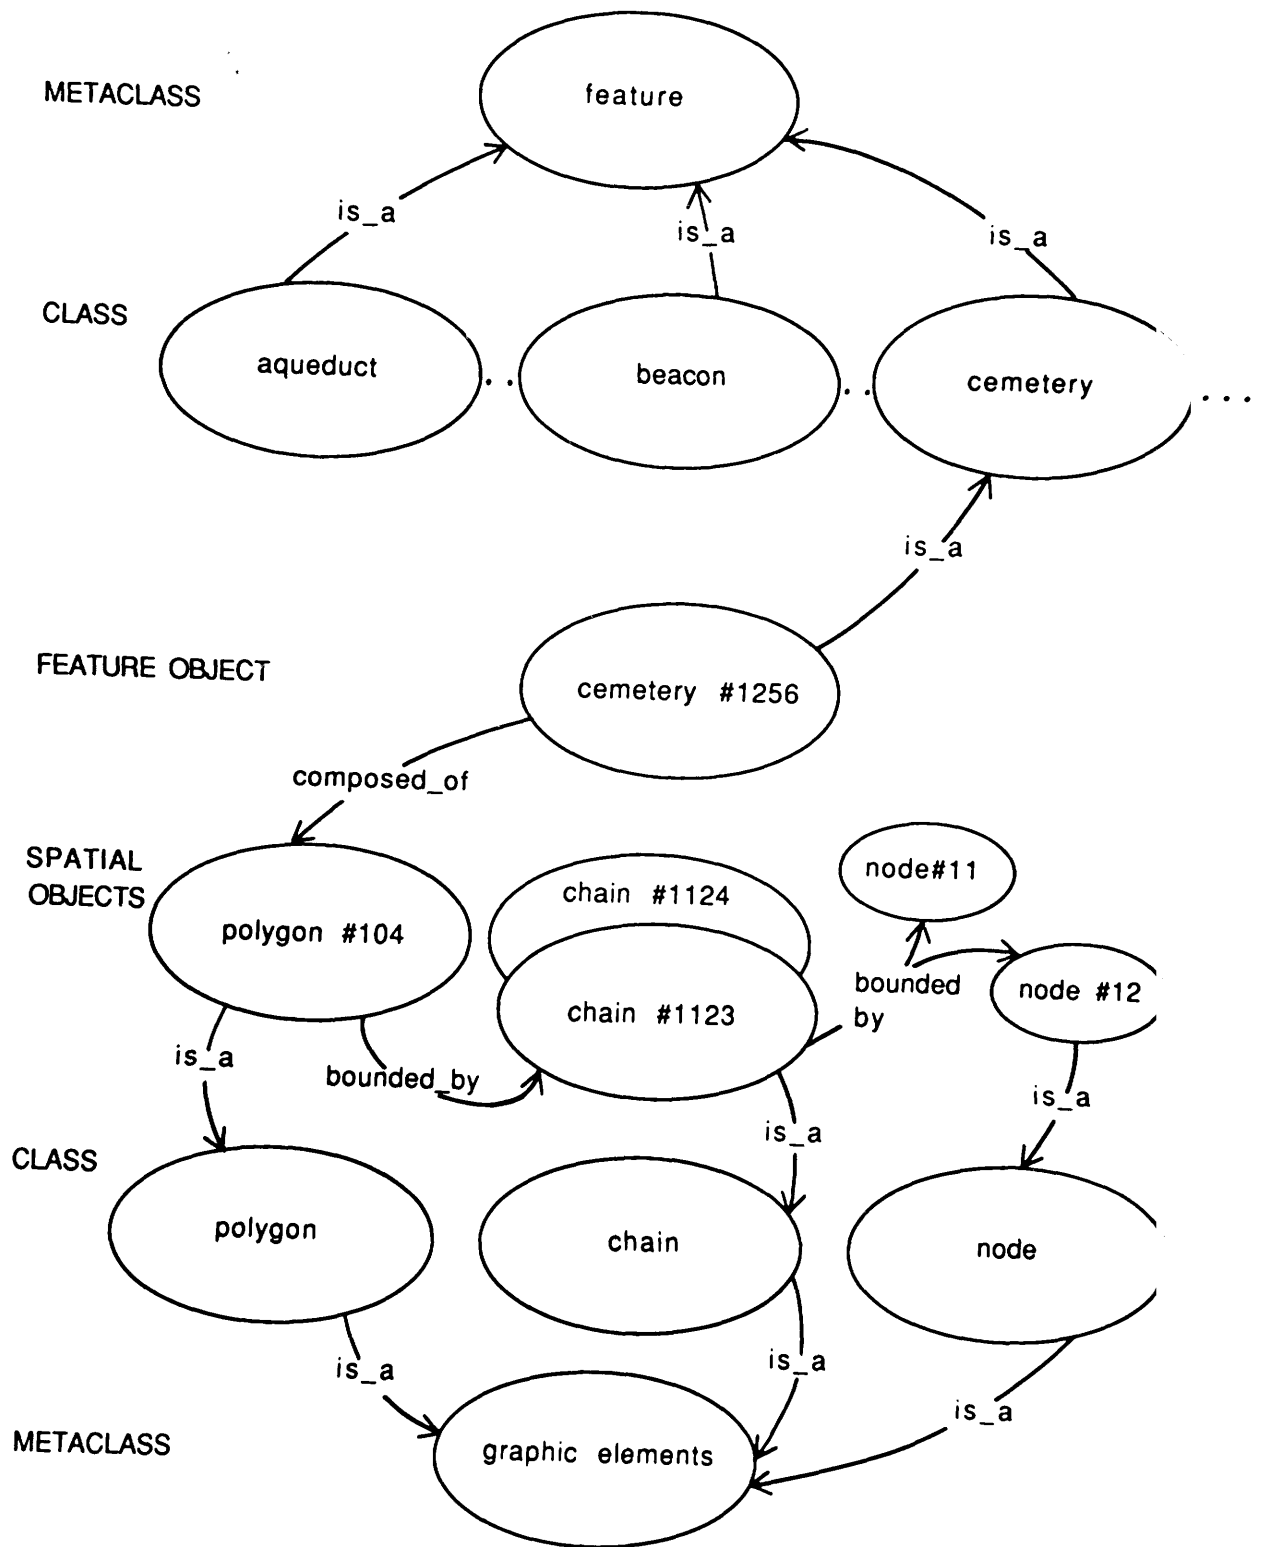 METACLASS
feature
is_a
is_a
is_a
CLASS
aqueduct
. .
beacon
. .
cemetery
. . .
is_a
FEATURE OBJECT
cemetery #1256
composed_of
SPATIAL
OBJECTS
polygon #104
chain #1124
chain #1123
node#11
bounded
by
node #12
is_a
bounded_by
is_a
is_a
CLASS
polygon
chain
node
is_a
is_a
is_a
METACLASS
graphic elements